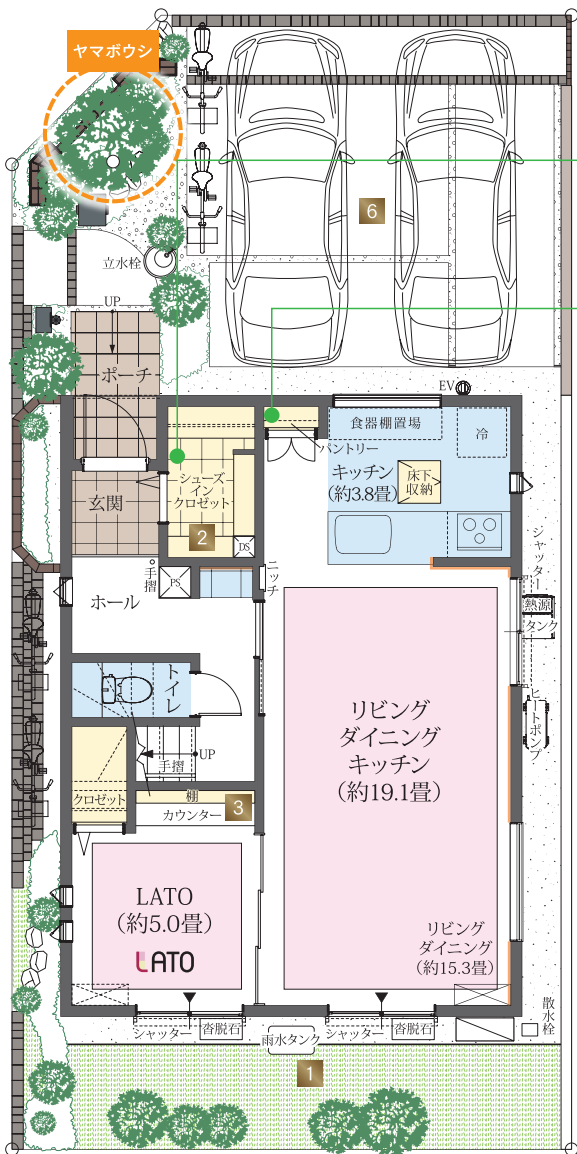 ヤマボウシ
6
立水栓
UP
ポーチ
EV
食器棚置場
冷
パントリー
キッチン
(約3.8畳)
床下
収納
シューズ
イン
クロゼット
玄関
2
DS
手摺
PS
ニッチ
ホール
シャッター
熱源
タンク
ヒートポンプ
トイレ
リビング
ダイニング
キッチン
(約19.1畳)
UP
手摺
クロゼット
棚
カウンター
3
LATO
(約5.0畳)
LATO
リビング
ダイニング
(約15.3畳)
シャッター
沓脱石
雨水タンク
シャッター
沓脱石
散水栓
1